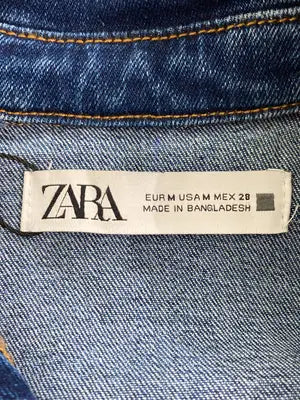 ZARA
EUR M USA M MEX 28
MADE IN BANGLADESH